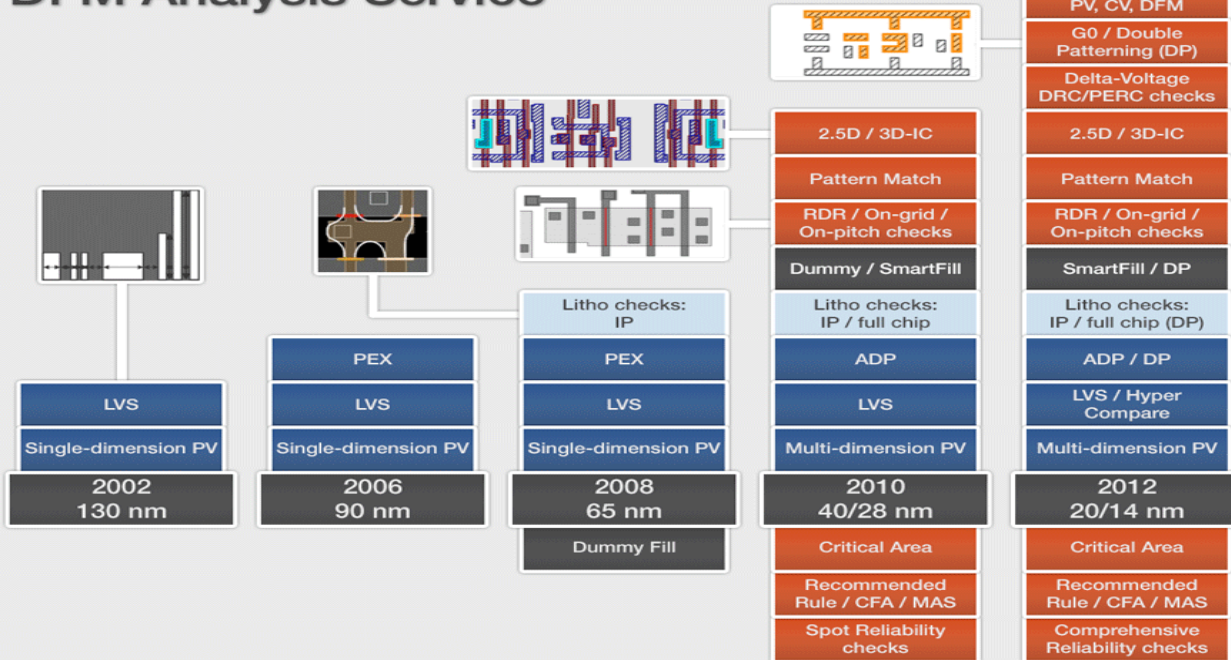 DFM Analysis Service
PV, CV, DFM
G0 / Double
Patterning (DP)
Delta-Voltage
DRC/PERC checks
2.5D / 3D-IC
2.5D / 3D-IC
Pattern Match
Pattern Match
RDR / On-grid /
On-pitch checks
RDR / On-grid /
On-pitch checks
Dummy / SmartFill
SmartFill / DP
Litho checks:
IP
Litho checks:
IP / full chip
Litho checks:
IP / full chip (DP)
PEX
PEX
ADP
ADP / DP
LVS
LVS
LVS
LVS
LVS / Hyper
Compare
Single-dimension PV
Single-dimension PV
Single-dimension PV
Multi-dimension PV
Multi-dimension PV
2002
130 nm
2006
90 nm
2008
65 nm
2010
40/28 nm
2012
20/14 nm
Dummy Fill
Critical Area
Critical Area
Recommended
Rule / CFA / MAS
Recommended
Rule / CFA / MAS
Spot Reliability
checks
Comprehensive
Reliability checks